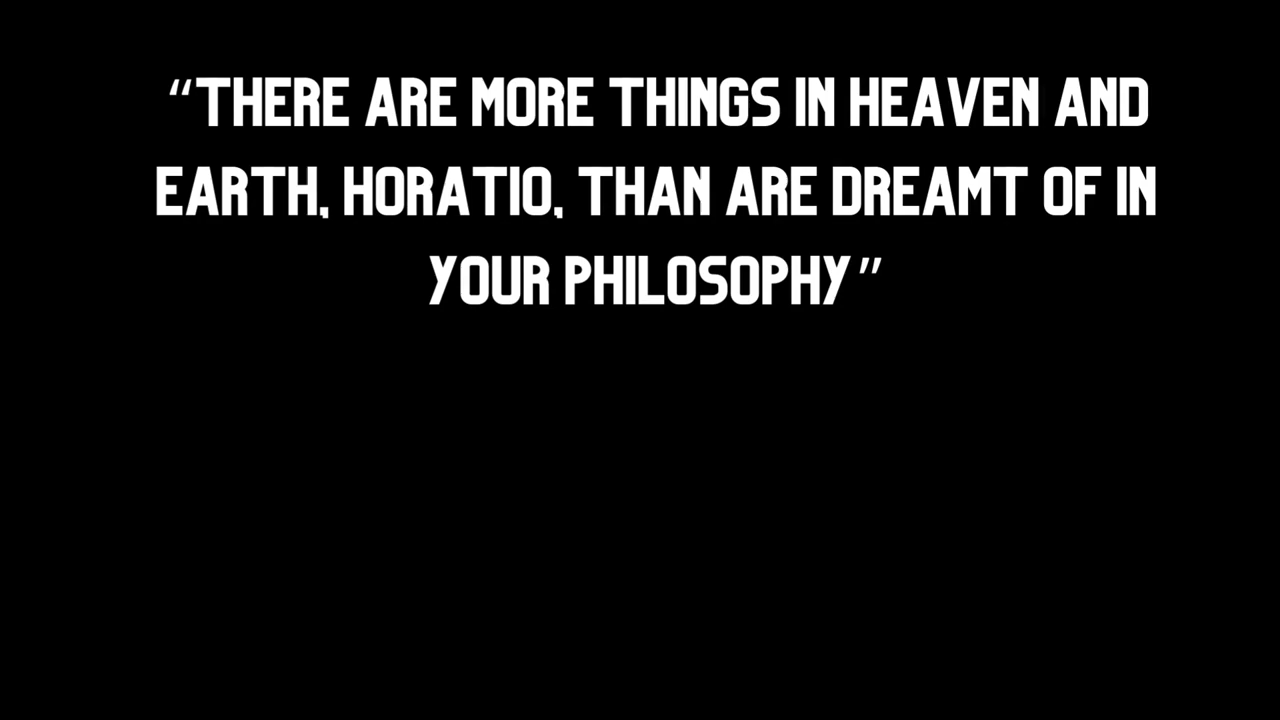 “THERE ARE MORE THINGS IN HEAVEN AND
EARTH, HORATIO, THAN ARE DREAMT OF IN
YOUR PHILOSOPHY”